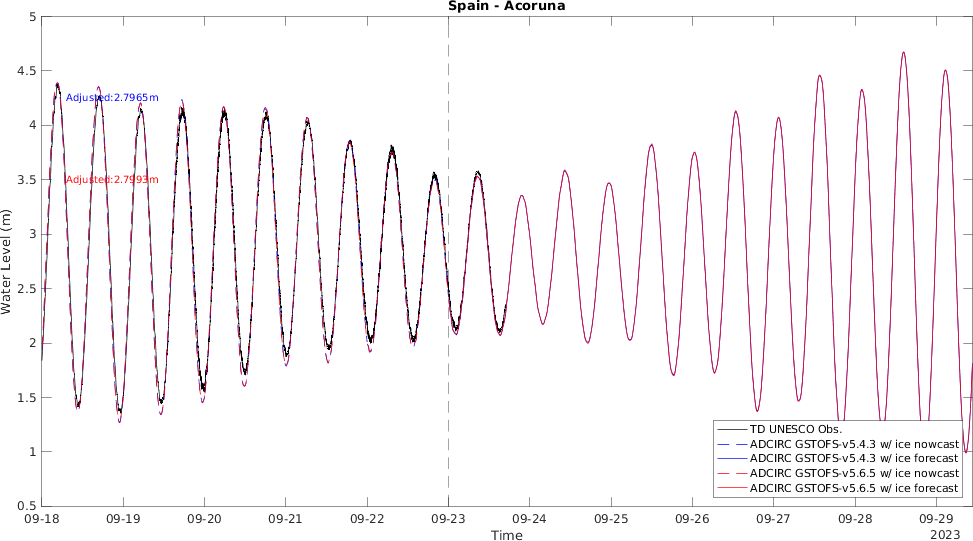 Spain - Acoruna
5
4.5
4
3.5
3
2.5
2
1.5
1
0.5
Water Level (m)
Adjusted:2.7965m
Adjusted:2.7993m
TD UNESCO Obs.
ADCIRC GSTOFS-v5.4.3 w/ ice nowcast
ADCIRC GSTOFS-v5.4.3 w/ ice forecast
ADCIRC GSTOFS-v5.6.5 w/ ice nowcast
ADCIRC GSTOFS-v5.6.5 w/ ice forecast
09-18 09-19 09-20 09-21 09-22 09-23 09-24 09-25 09-26 09-27 09-28 09-29
Time
2023